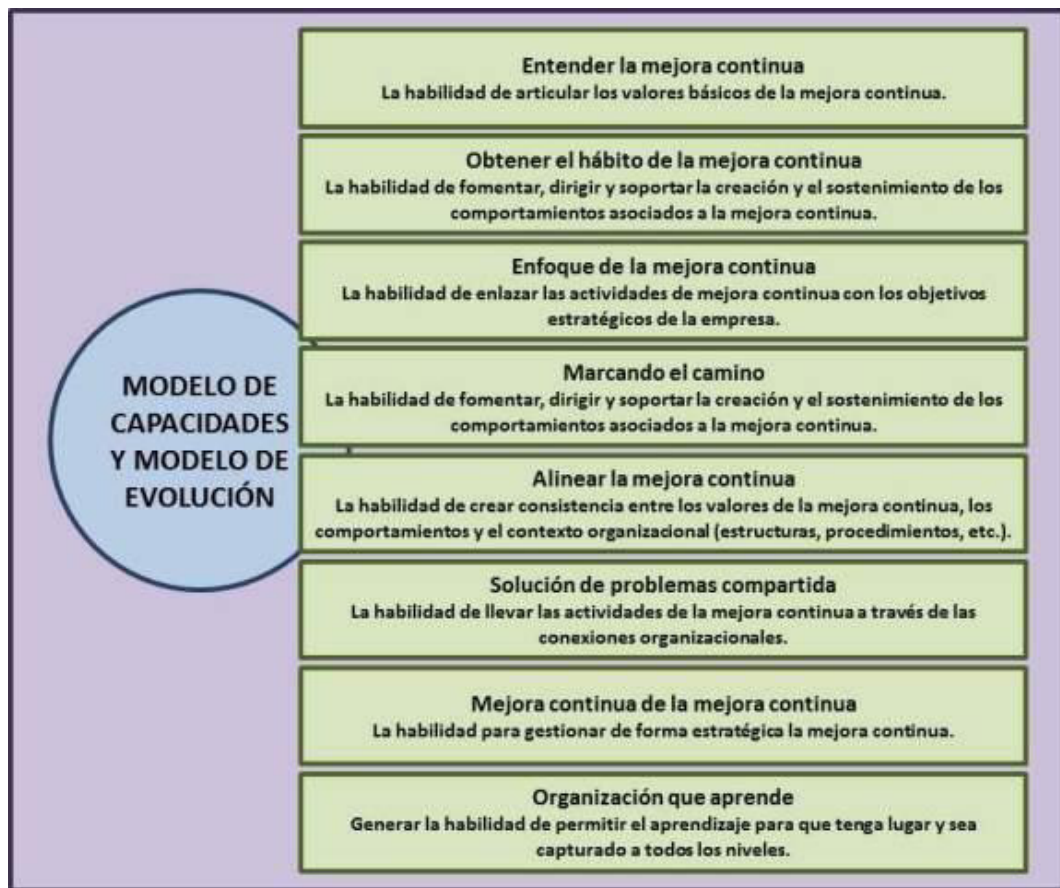 Entender la mejora continua
La habilidad de articular los valores básicos de la mejora continua.
Obtener el hábito de la mejora continua
La habilidad de fomentar, dirigir y soportar la creación y el sostenimiento de los
comportamientos asociados a la mejora continua.
Enfoque de la mejora continua
La habilidad de enlazar las actividades de mejora continua con los objetivos
estratégicos de la empresa.
MODELO DE
CAPACIDADES
Y MODELO DE
EVOLUCIÓN
Marcando el camino
La habilidad de fomentar, dirigir y soportar la creación y el sostenimiento de los
comportamientos asociados a la mejora continua.
Alinear la mejora continua
La habilidad de crear consistencia entre los valores de la mejora continua, los
comportamientos y el contexto organizacional (estructuras, procedimientos, etc.).
Solución de problemas compartida
La habilidad de llevar las actividades de la mejora continua a través de las
conexiones organizacionales.
Mejora continua de la mejora continua
La habilidad para gestionar de forma estratégica la mejora continua.
Organización que aprende
Generar la habilidad de permitir el aprendizaje para que tenga lugar y sea
capturado a todos los niveles.